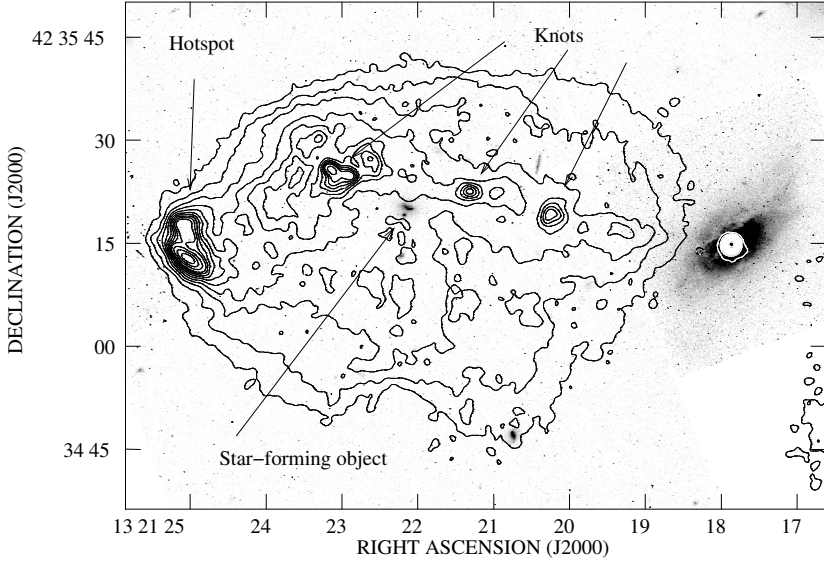 42 35 45
30
15
00
34 45
DECLINATION (J2000)
Hotspot
Knots
Star−forming object
13 21 25 24 23 22 21 20 19 18 17
RIGHT ASCENSION (J2000)